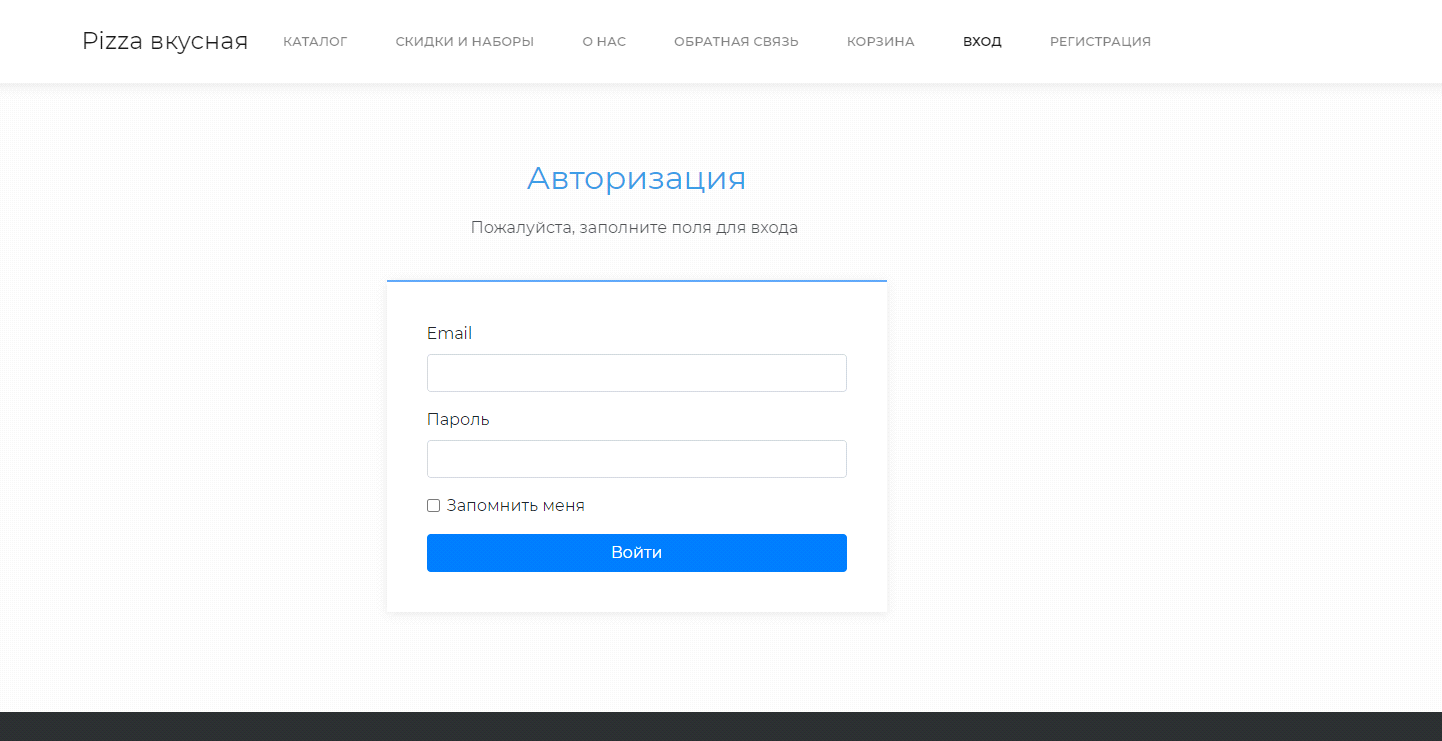 Pizza вкусная КАТАЛОГ СКИДКИ И НАБОРЫ О НАС ОБРАТНАЯ СВЯЗЬ КОРЗИНА ВХОД РЕГИСТРАЦИЯ
Авторизация
Пожалуйста, заполните поля для входа
Email
Пароль
Запомнить меня
Войти